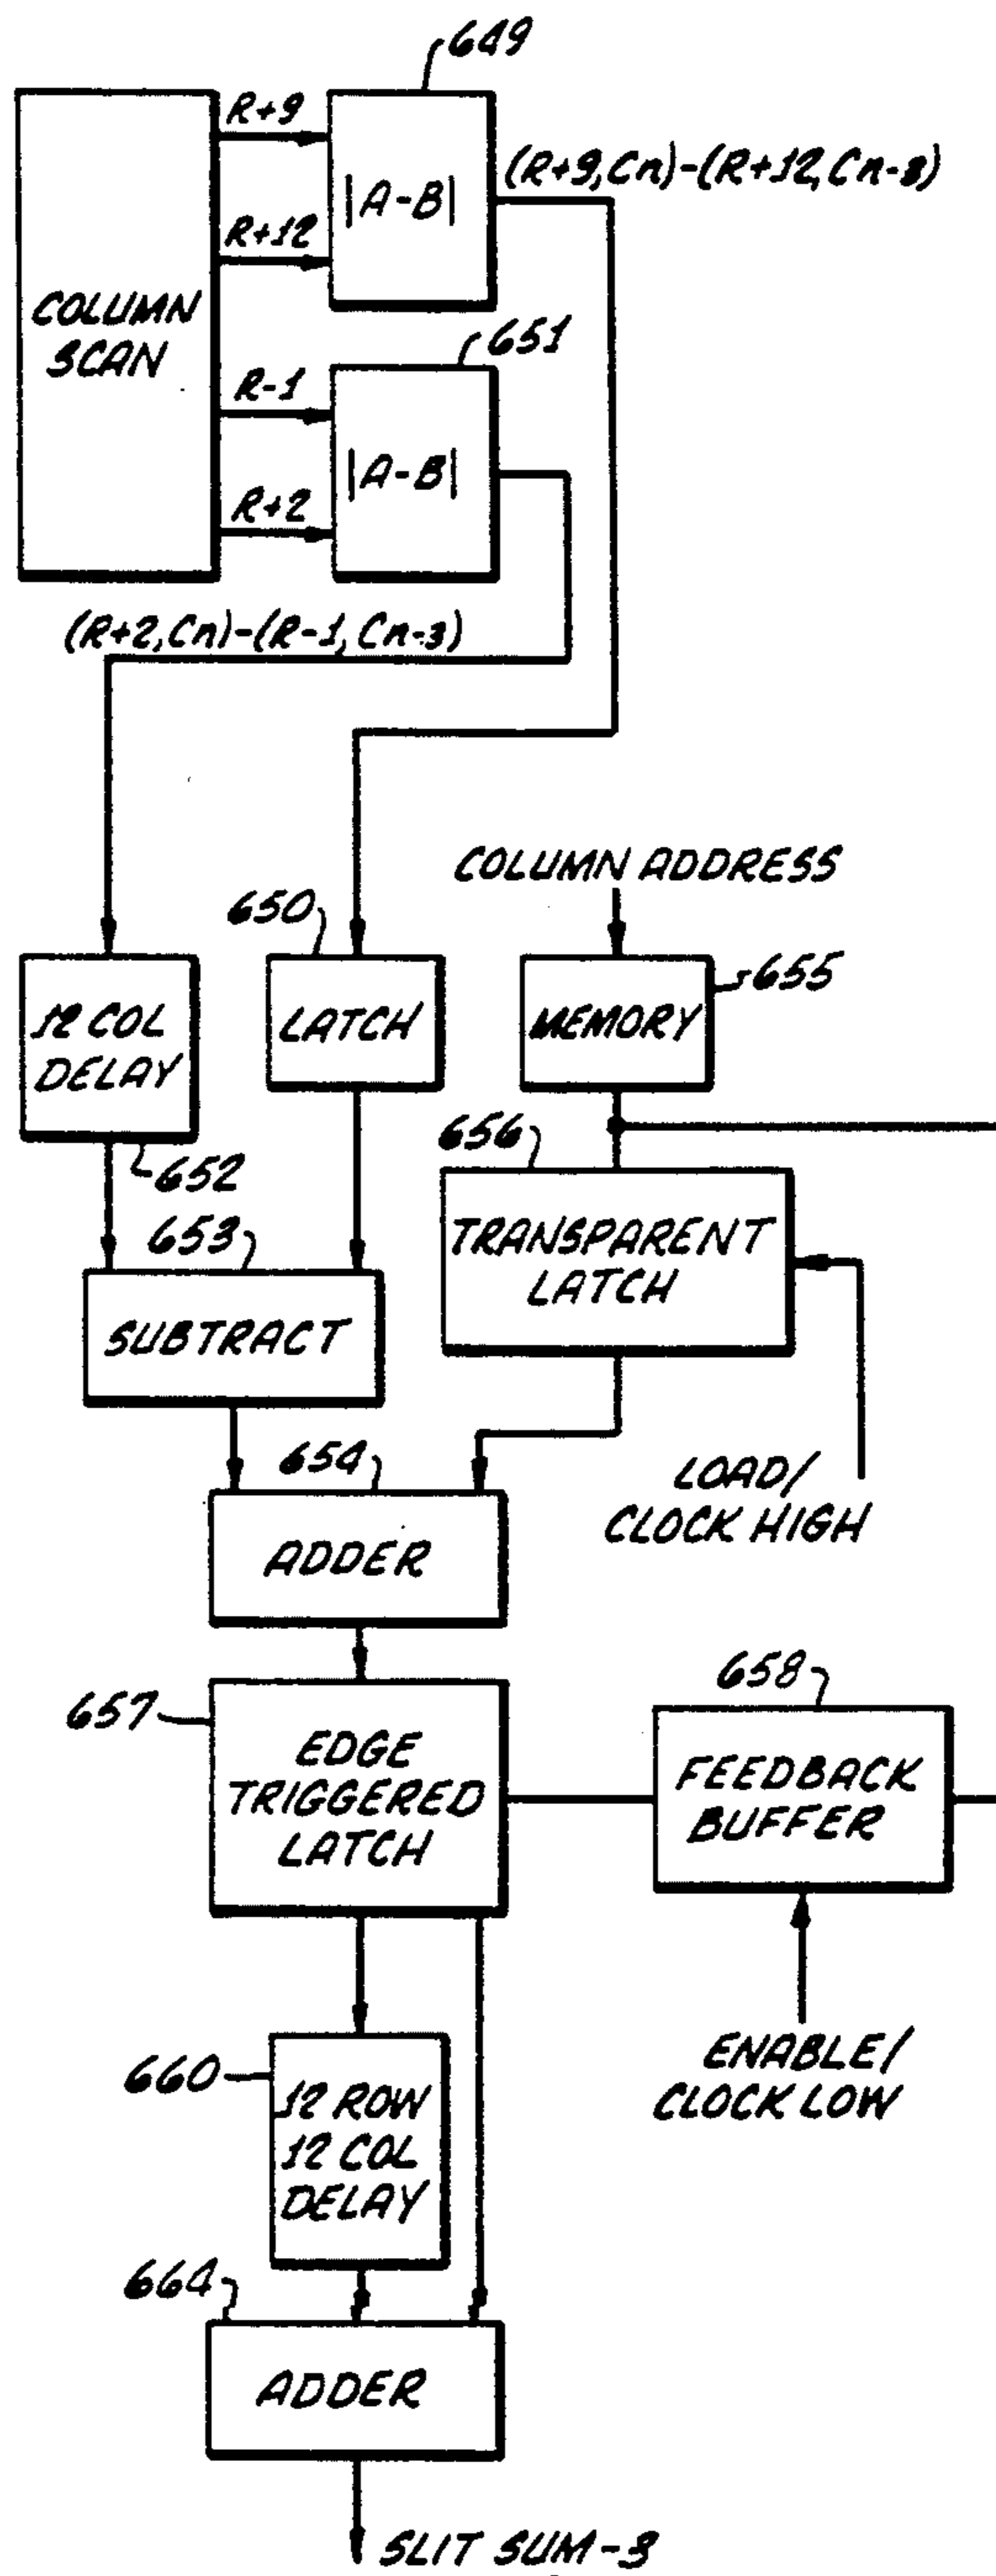 649
R+9
(R+9,Cn)-(R+12,Cn-3)
|A-B|
R+12
COLUMN
SCAN
651
R-1
|A-B|
R+2
(R+2,Cn)-(R-1,Cn-3)
COLUMN ADDRESS
650
655
12 COL
DELAY
LATCH
MEMORY
656
652
653
TRANSPARENT
LATCH
SUBTRACT
654
LOAD/
CLOCK HIGH
ADDER
658
657
EDGE
TRIGGERED
LATCH
FEEDBACK
BUFFER
660
ENABLE/
CLOCK LOW
12 ROW
12 COL
DELAY
664
ADDER
SLIT SUM-3